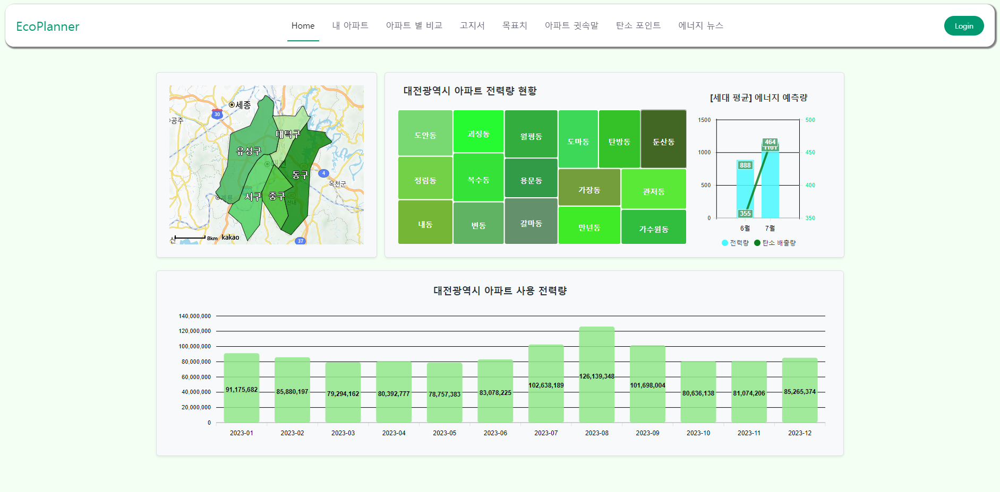 EcoPlanner
Home 내 아파트 아파트 별 비교 고지서 목표치 아파트 귓속말 탄소 포인트 에너지 뉴스
Login
세종
30
공주
대덕구
유성구
동구
4
옥천군
계룡
서구 중구
산내
산
8km kakao
37
대전광역시 아파트 전력량 현황
도안동 괴정동 월평동 도마동 탄방동 둔산동
정림동 복수동 용문동 가장동 관저동
내동 변동 갈마동 만년동 가수원동
[세대 평균] 에너지 예측량
1500 500
1000 450
500 400
0 350
464
888
355
6월 7월
전력량 탄소 배출량
대전광역시 아파트 사용 전력량
140,000,000
120,000,000
100,000,000
80,000,000
60,000,000
40,000,000
20,000,000
0
91,175,682 85,880,197 79,294,162 80,392,777 78,757,383 83,078,225 102,638,189 126,139,348 101,698,004 80,636,138 81,074,206 85,265,374
2023-01 2023-02 2023-03 2023-04 2023-05 2023-06 2023-07 2023-08 2023-09 2023-10 2023-11 2023-12